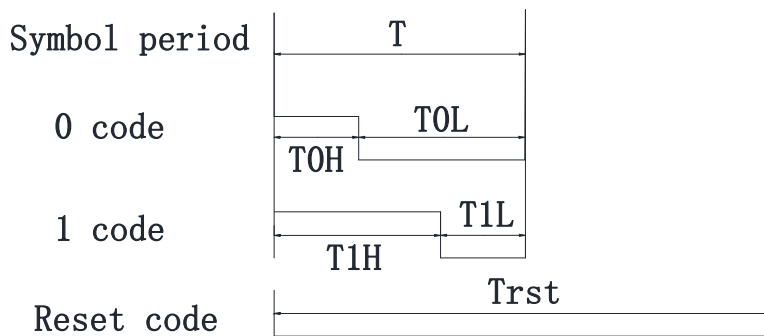 Symbol period
T
0 code
T0L
T0H
1 code
T1L
T1H
Trst
Reset code